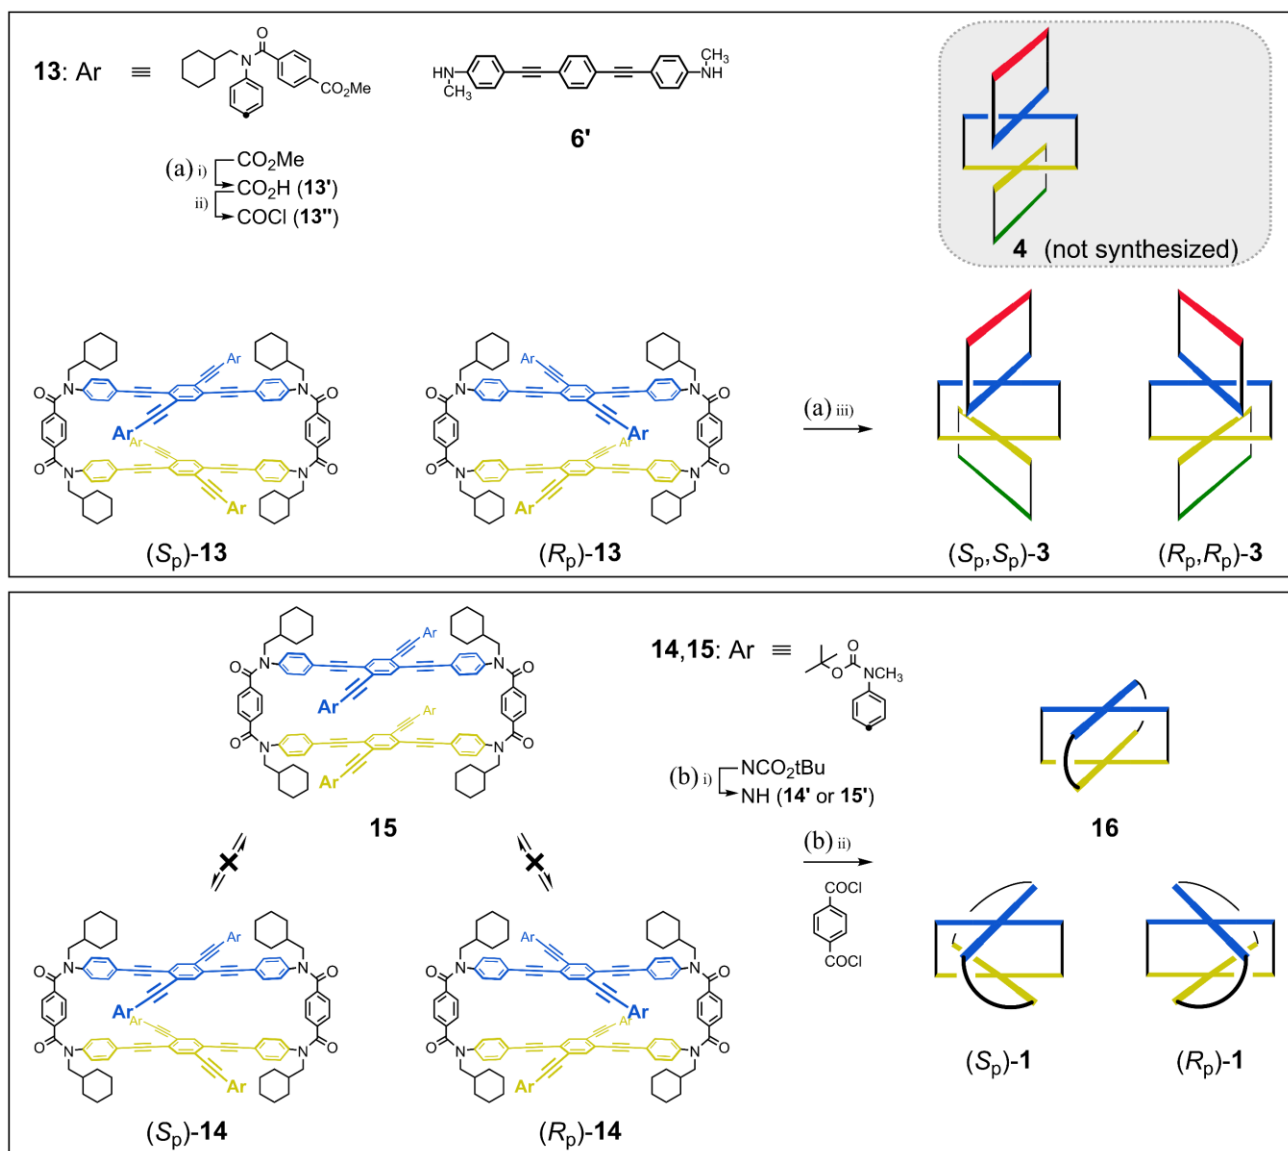 13: Ar ≡
O
N
CO₂Me
(a) i) CO₂Me
CO₂H (13')
ii) COCl (13'')
CH₃
HN NH
CH₃
6'
4 (not synthesized)
Ar
O N N O
Ar Ar
O N N O
Ar
(Sp)-13
Ar
O N N O
Ar Ar
O N N O
Ar
(Rp)-13
(a) iii)
(Sp,Sp)-3
(Rp,Rp)-3
Ar
O N N O
Ar Ar
O N N O
Ar
15
14,15: Ar ≡
O
O N CH₃
(b) i) NCO₂tBu
NH (14' or 15')
(b) ii)
COCl
COCl
16
Ar
O N N O
Ar Ar
O N N O
Ar
(Sp)-14
Ar
O N N O
Ar Ar
O N N O
Ar
(Rp)-14
(Sp)-1
(Rp)-1